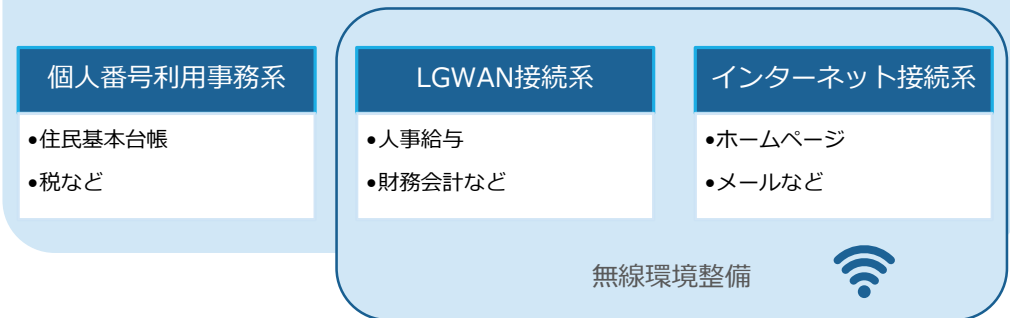 個人番号利用事務系
•住民基本台帳
•税など
LGWAN接続系
•人事給与
•財務会計など
インターネット接続系
•ホームページ
•メールなど
無線環境整備